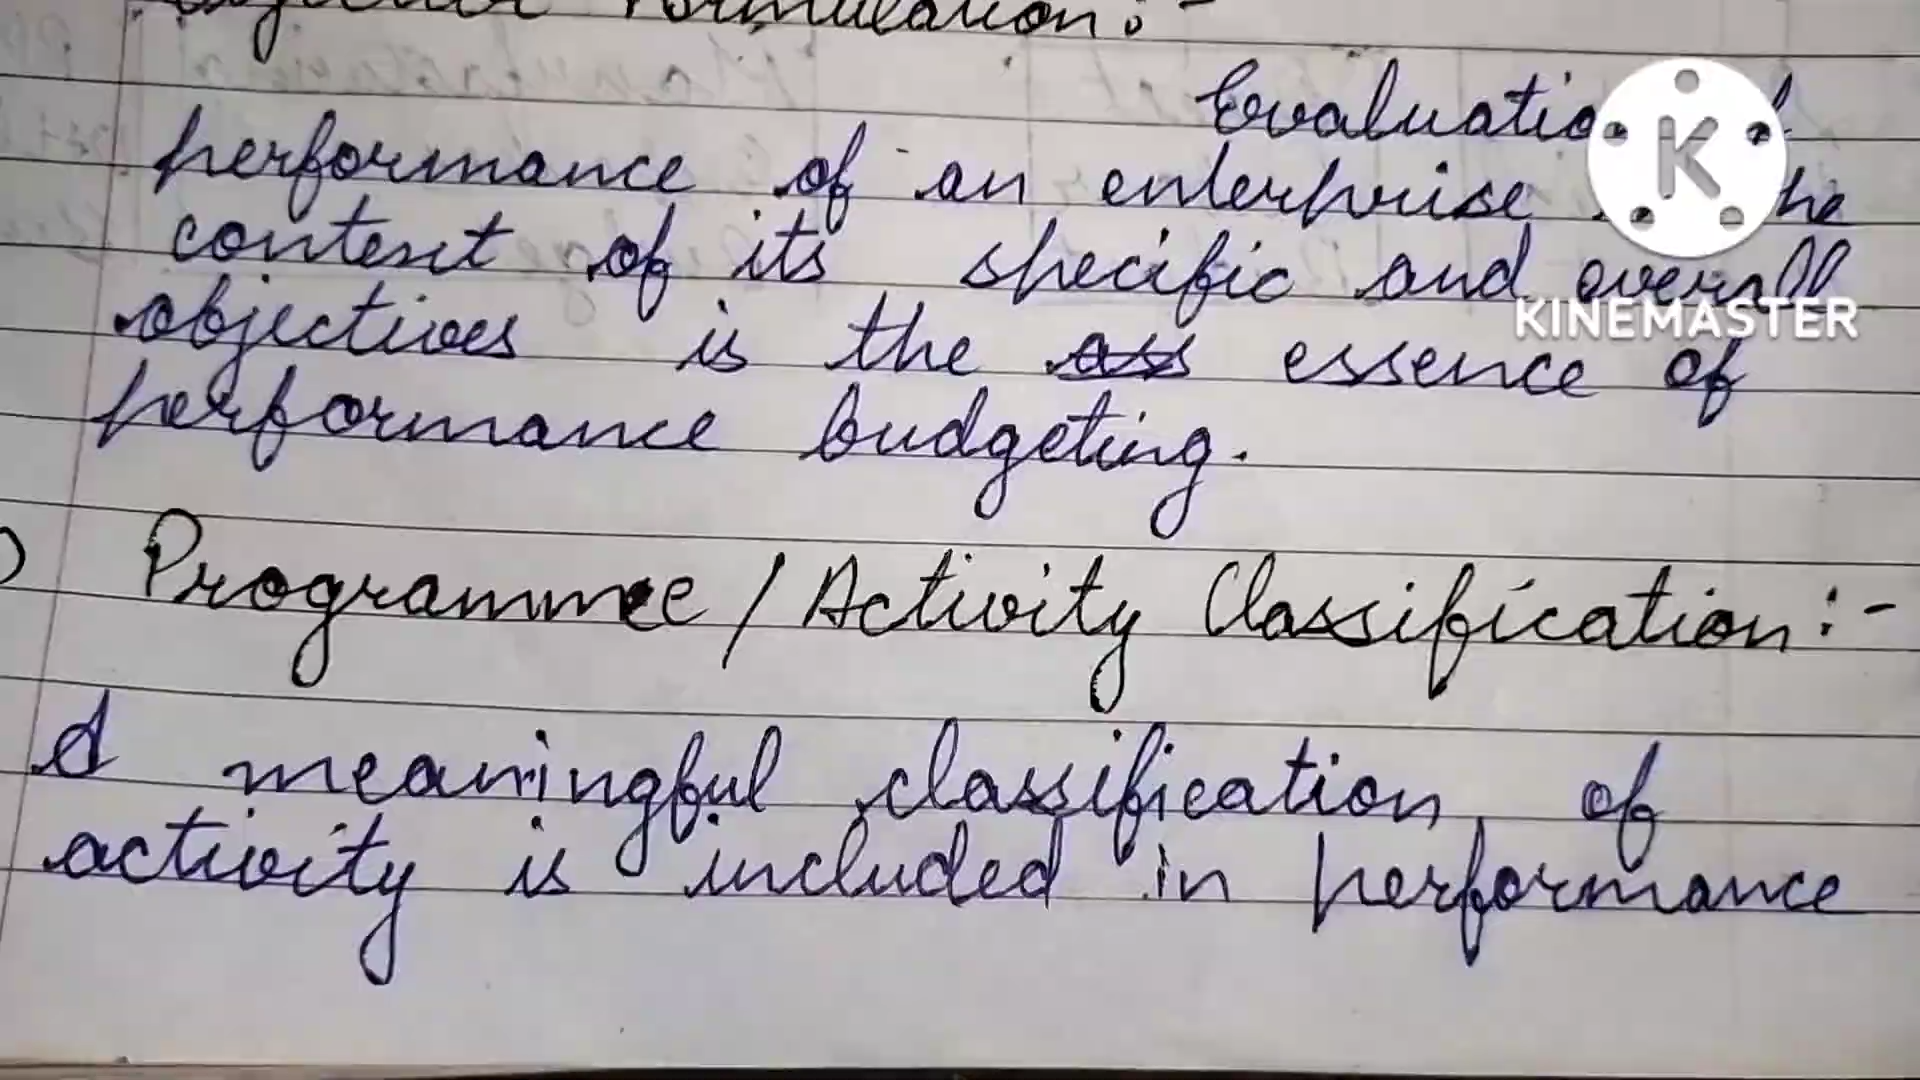 Formulation:-
Evaluation
performance of an enterprise
context of its specific and overall
objectives is the ass essence of
performance budgeting.
Programme / Activity Classification:-
A meaningful classification of
activity is included in performance
KINEMASTER